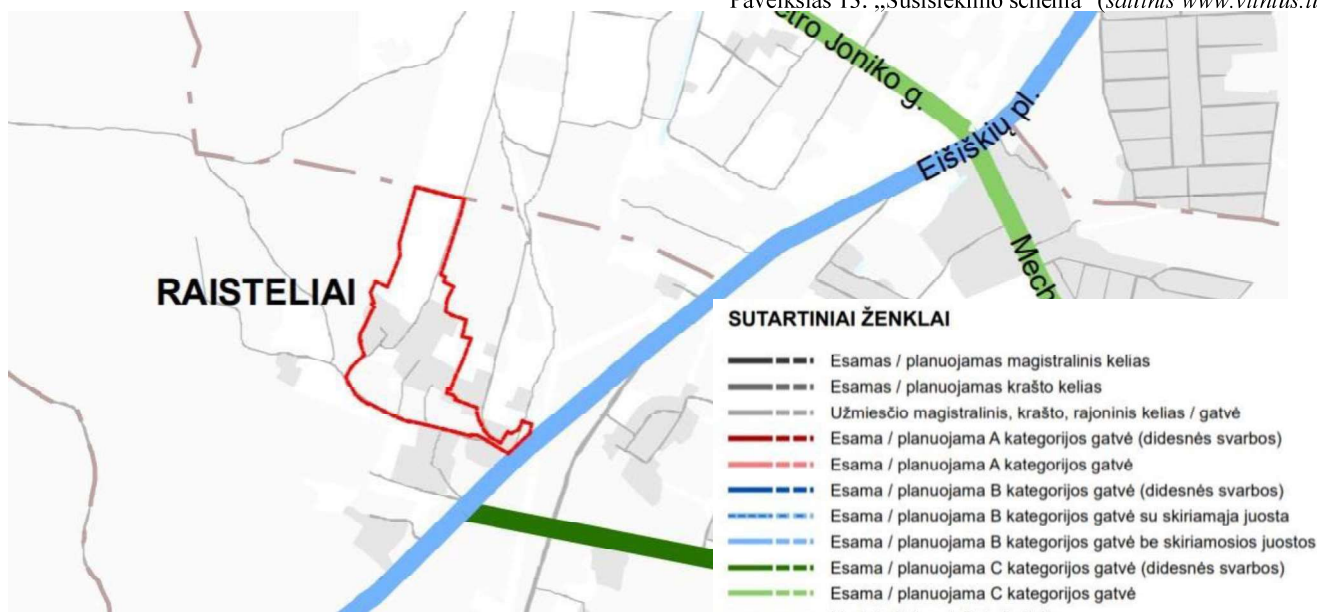 Paveikslas 13. „Susisiekimo schema“ (šaltinis www.vilnius.lt
tro Joniko g.
Eišiškių pl.
Mech
RAISTELIAI
SUTARTINIAI ŽENKLAI
Esamas / planuojamas magistralinis kelias
Esamas / planuojamas krašto kelias
Užmiesčio magistralinis, krašto, rajoninis kelias / gatvė
Esama / planuojama A kategorijos gatvė (didesnės svarbos)
Esama / planuojama A kategorijos gatvė
Esama / planuojama B kategorijos gatvė (didesnės svarbos)
Esama / planuojama B kategorijos gatvė su skiriamąja juosta
Esama / planuojama B kategorijos gatvė be skiriamosios juostos
Esama / planuojama C kategorijos gatvė (didesnės svarbos)
Esama / planuojama C kategorijos gatvė